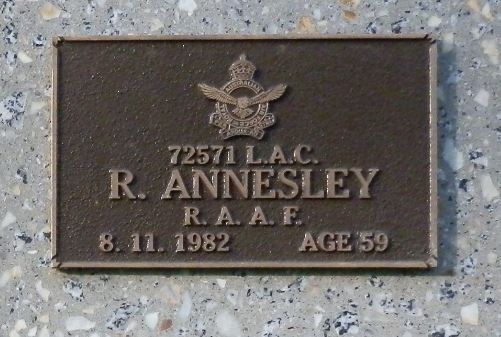 72571 L.A.C.
R. ANNESLEY
R. A. A. F.
8. 11. 1982 AGE 59